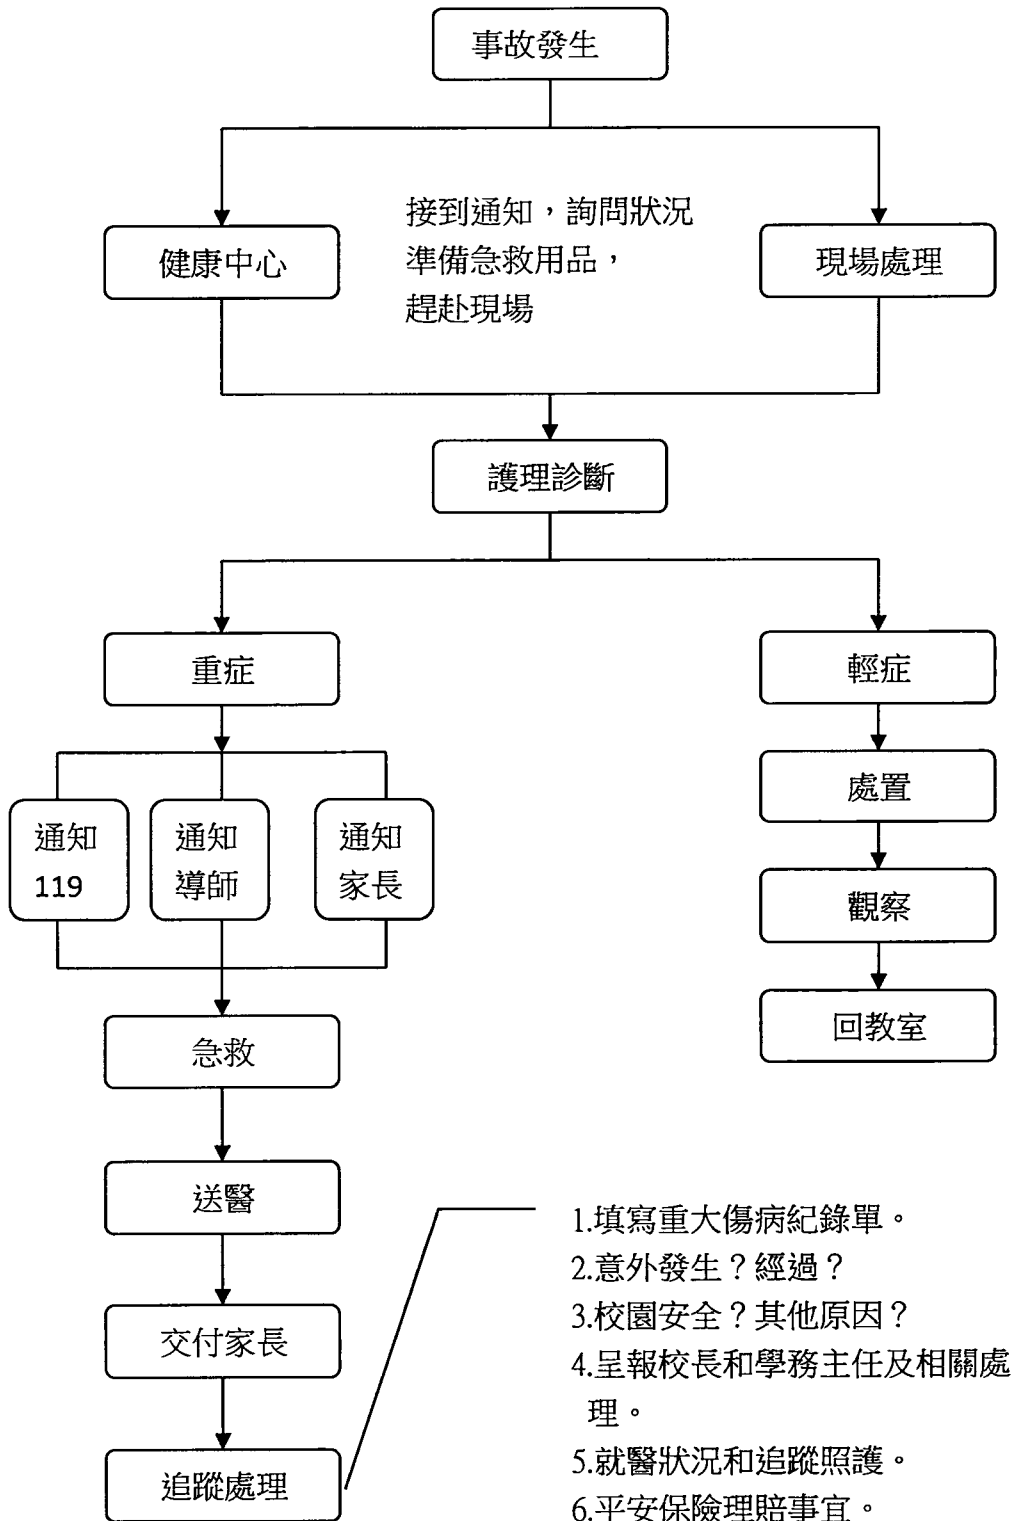 事故發生
健康中心
接到通知，詢問狀況
準備急救用品，
趕赴現場
現場處理
護理診斷
重症
輕症
處置
通知
119
通知
導師
通知
家長
觀察
回教室
急救
送醫
交付家長
追蹤處理
1.填寫重大傷病紀錄單。
2.意外發生？經過？
3.校園安全？其他原因？
4.呈報校長和學務主任及相關處
理。
5.就醫狀況和追蹤照護。
6.平安保險理賠事宜。